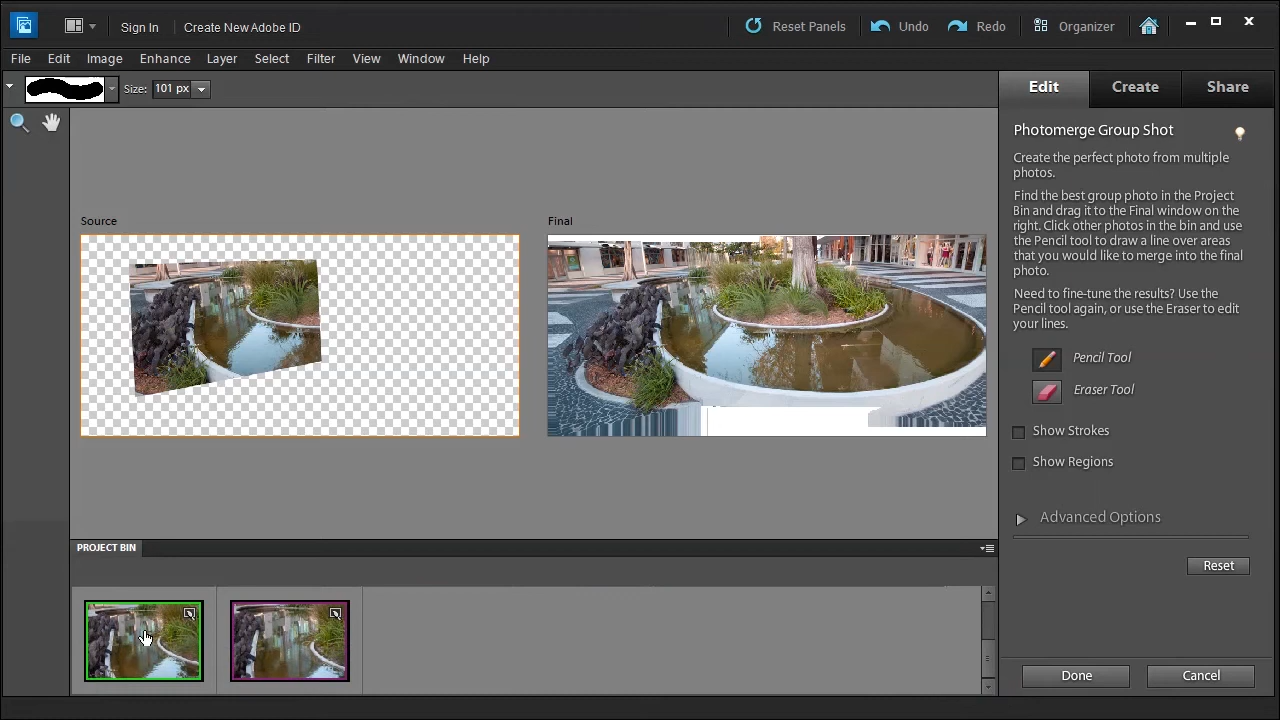 Sign In
Create New Adobe ID
Reset Panels
Undo
Redo
Organizer
File Edit Image Enhance Layer Select Filter View Window Help
Size: 101 px
Edit
Create
Share
Photomerge Group Shot
Create the perfect photo from multiple
photos.
Find the best group photo in the Project
Bin and drag it to the Final window on the
right. Click other photos in the bin and use
the Pencil tool to draw a line over areas
that you would like to merge into the final
photo.
Need to fine-tune the results? Use the
Pencil tool again, or use the Eraser to edit
your lines.
Pencil Tool
Eraser Tool
Show Strokes
Show Regions
Advanced Options
Reset
Done
Cancel
Source
Final
PROJECT BIN